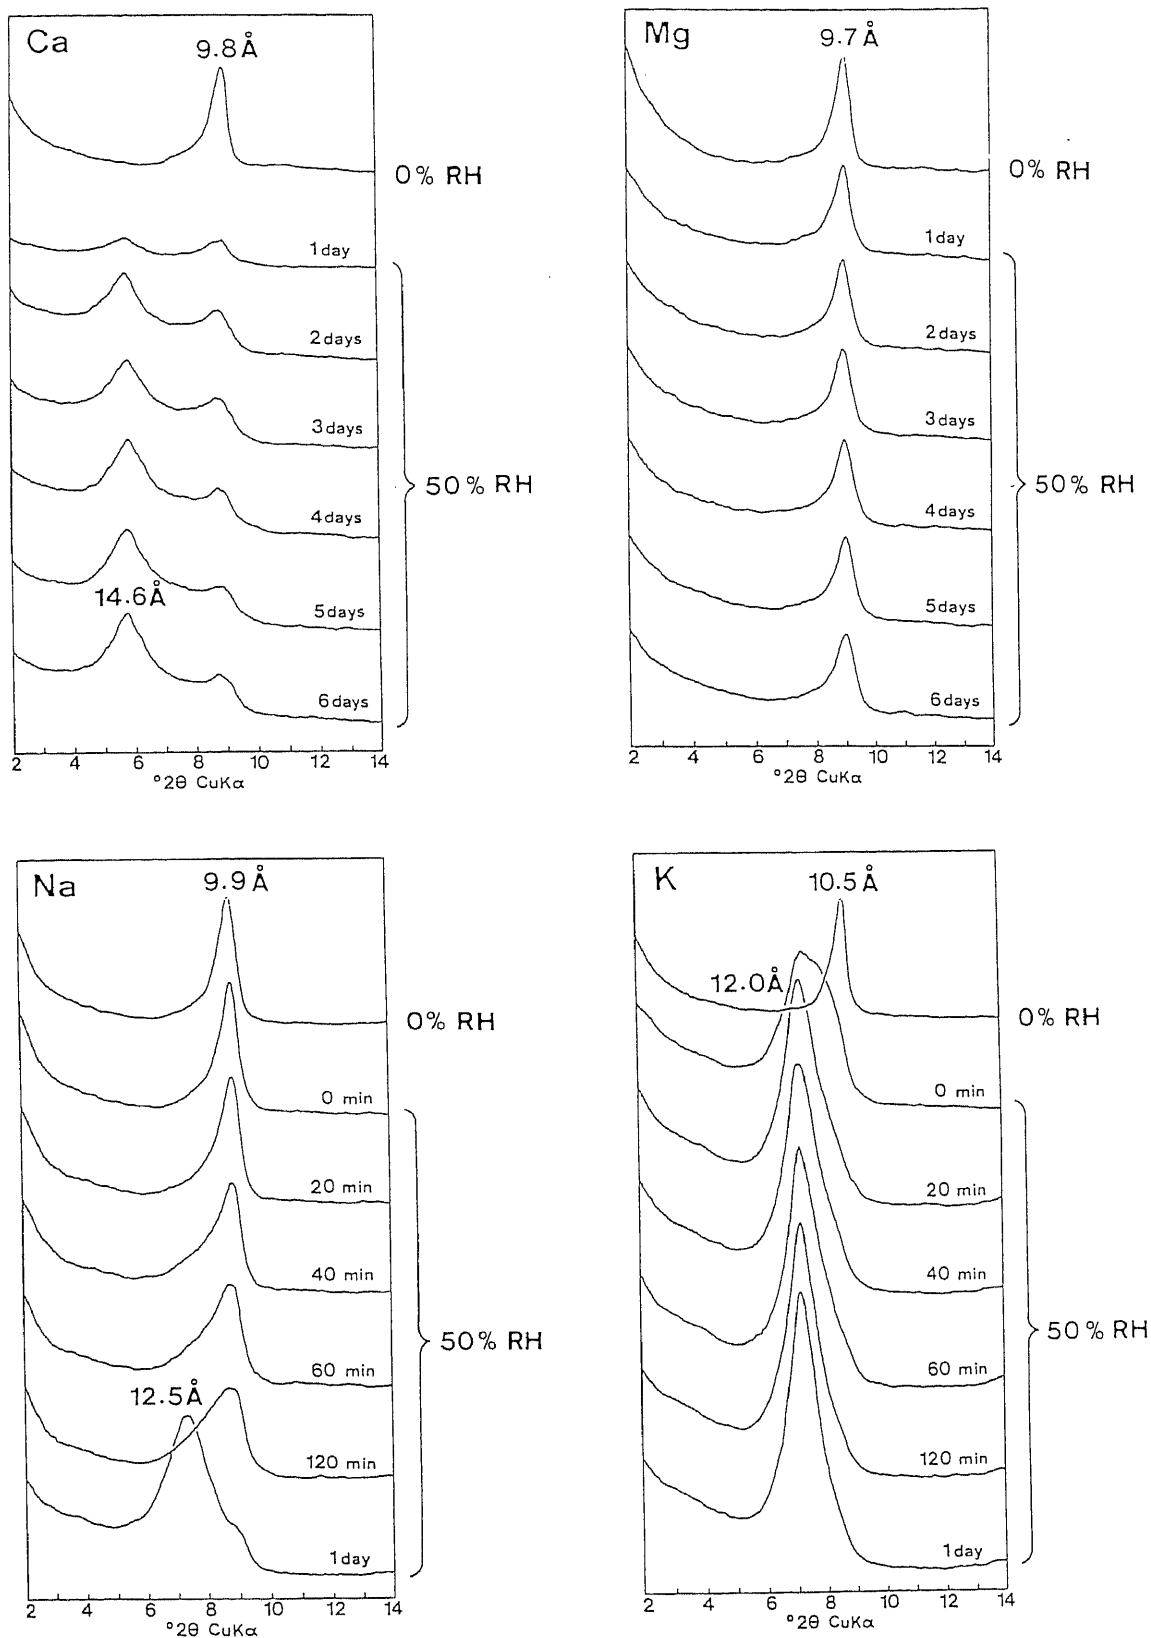 Ca
9.8Å
0% RH
1day
2days
3days
4days
5days
14.6Å
6days
50% RH
2 4 6 8 10 12 14
°2θ CuKα
Mg
9.7Å
0% RH
1day
2days
3days
4days
5days
6days
50% RH
2 4 6 8 10 12 14
°2θ CuKα
Na
9.9Å
0% RH
0 min
20 min
40 min
60 min
12.5Å
120 min
1day
50% RH
2 4 6 8 10 12 14
°2θ CuKα
K
10.5Å
12.0Å
0% RH
0 min
20 min
40 min
60 min
120 min
1day
50% RH
2 4 6 8 10 12 14
°2θ CuKα